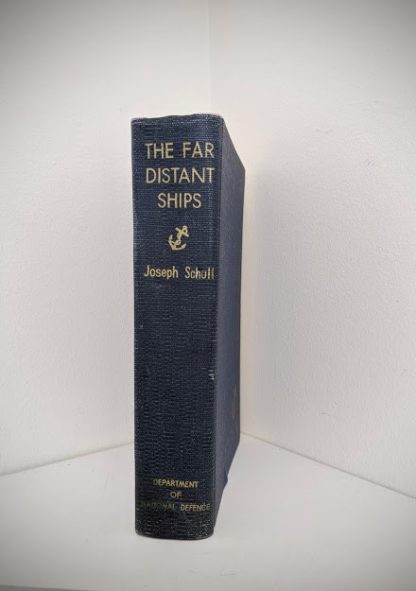 THE FAR
DISTANT
SHIPS
Joseph Schull
DEPARTMENT
OF
NATIONAL DEFENCE